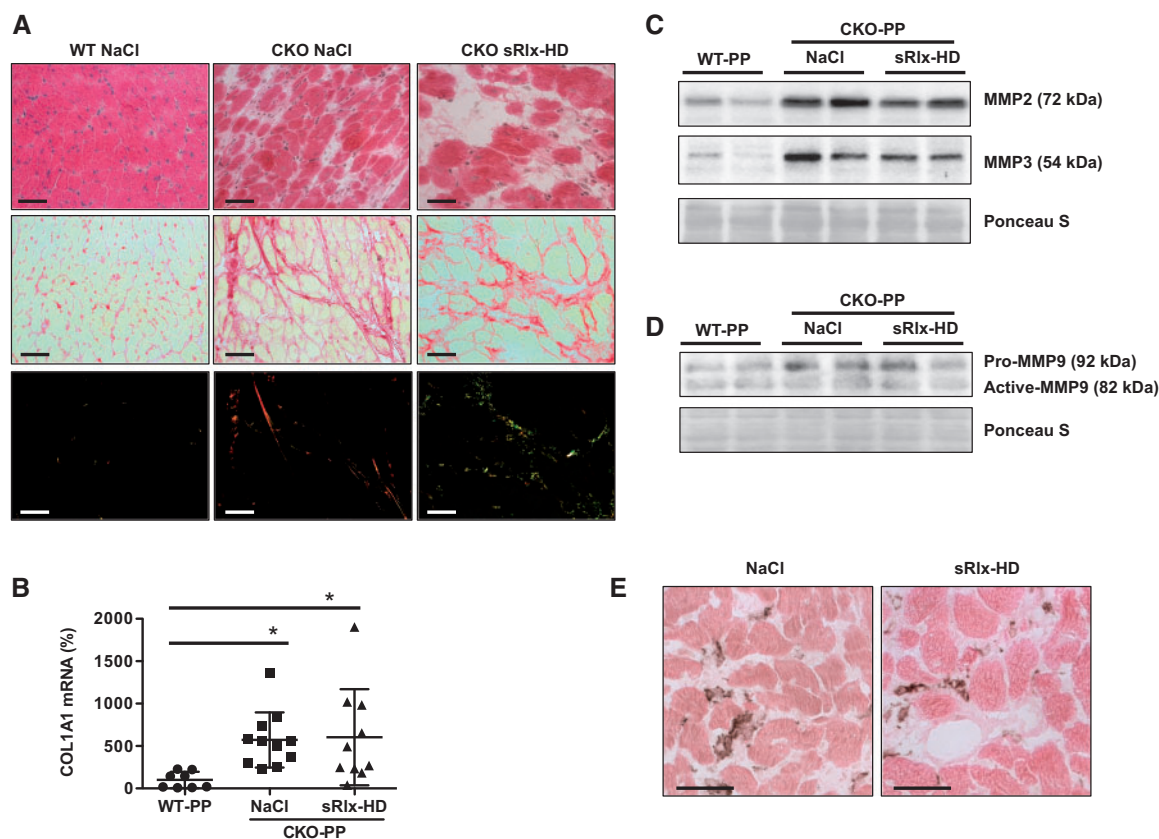 A
WT NaCl
CKO NaCl
CKO sRlx-HD
B
COL1A1 mRNA (%)
2000
1500
1000
500
0
*
*
WT-PP
NaCl
sRlx-HD
CKO-PP
C
CKO-PP
WT-PP
NaCl
sRlx-HD
MMP2 (72 kDa)
MMP3 (54 kDa)
Ponceau S
D
CKO-PP
WT-PP
NaCl
sRlx-HD
Pro-MMP9 (92 kDa)
Active-MMP9 (82 kDa)
Ponceau S
E
NaCl
sRlx-HD